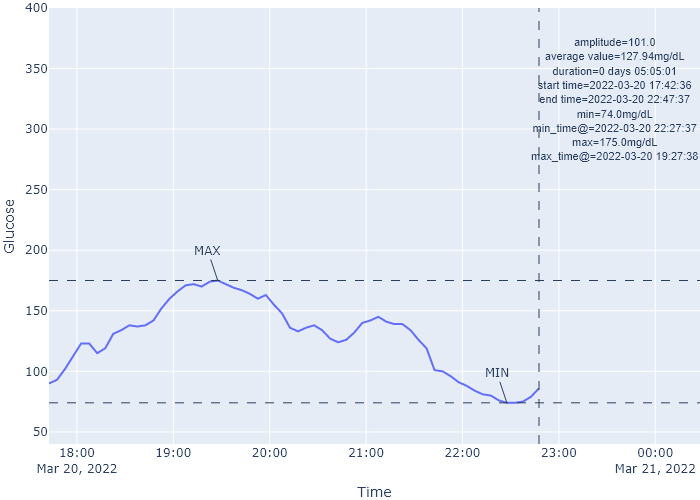 400
350
300
250
200
150
100
50
Glucose
amplitude=101.0
average value=127.94mg/dL
duration=0 days 05:05:01
start time=2022-03-20 17:42:36
end time=2022-03-20 22:47:37
min=74.0mg/dL
min_time@=2022-03-20 22:27:37
max=175.0mg/dL
max_time@=2022-03-20 19:27:38
MAX
MIN
18:00 19:00 20:00 21:00 22:00 23:00 00:00
Mar 20, 2022 Mar 21, 2022
Time